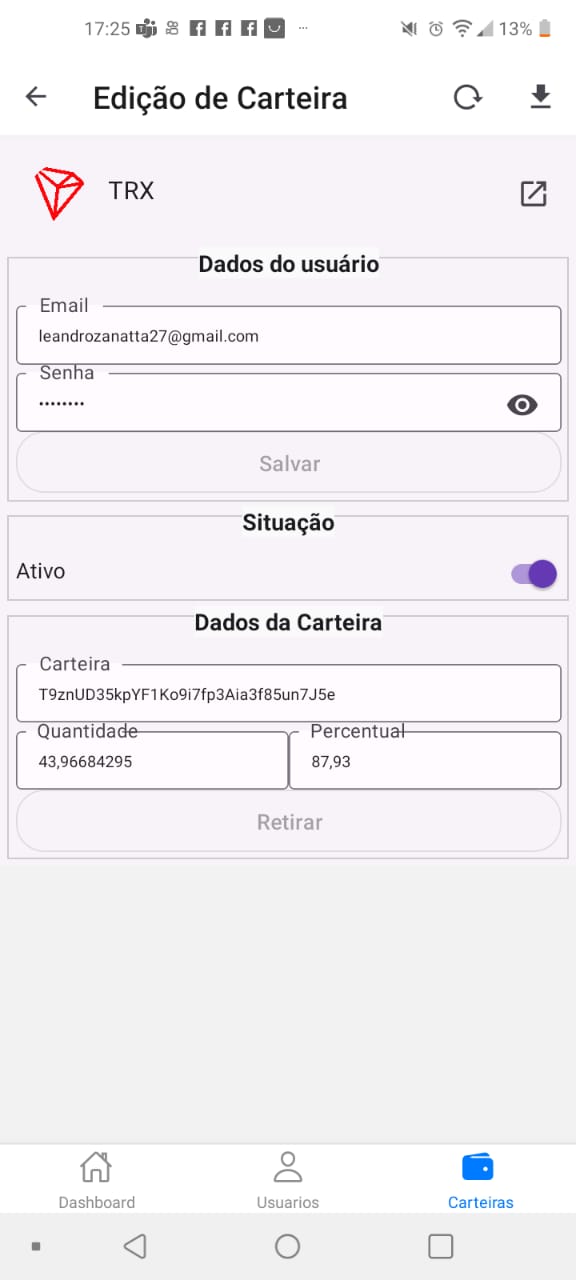 17:25 ... 13%
Edição de Carteira
TRX
Dados do usuário
Email
leandrozanatta27@gmail.com
Senha
••••••••
Salvar
Situação
Ativo
Dados da Carteira
Carteira
T9znUD35kpYF1Ko9i7fp3Aia3f85un7J5e
Quantidade Percentual
43,96684295 87,93
Retirar
Dashboard Usuarios Carteiras